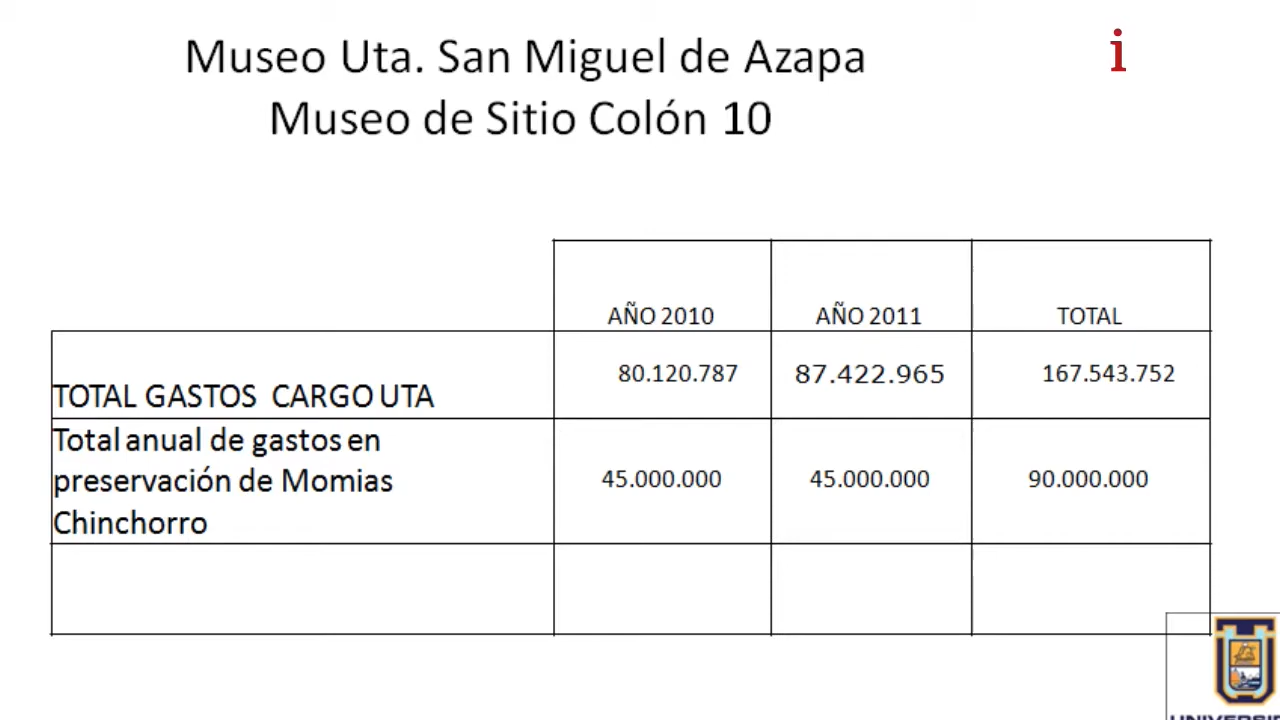 Museo Uta. San Miguel de Azapa
i
Museo de Sitio Colón 10
AÑO 2010 AÑO 2011 TOTAL
TOTAL GASTOS CARGO UTA 80.120.787 87.422.965 167.543.752
Total anual de gastos en
preservación de Momias 45.000.000 45.000.000 90.000.000
Chinchorro